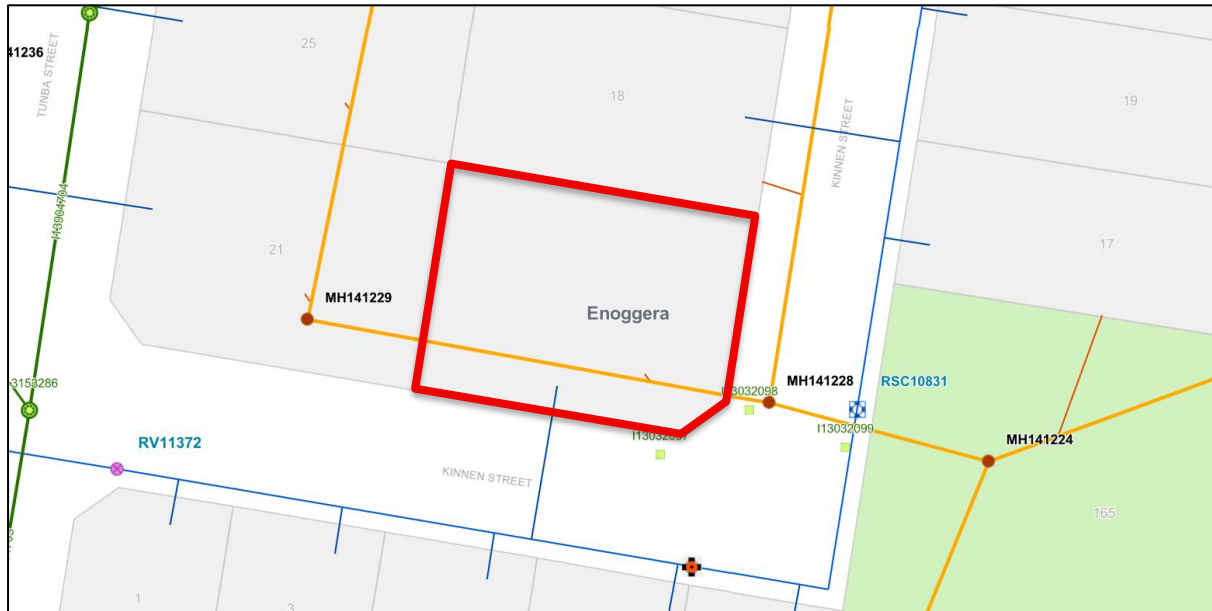 41236
TUNBA STREET
25
18
KINNEN STREET
19
I13904704
21
17
MH141229
Enoggera
MH141228
RSC10831
3153286
I13032098
I13032099
MH141224
RV11372
KINNEN STREET
165
1
3